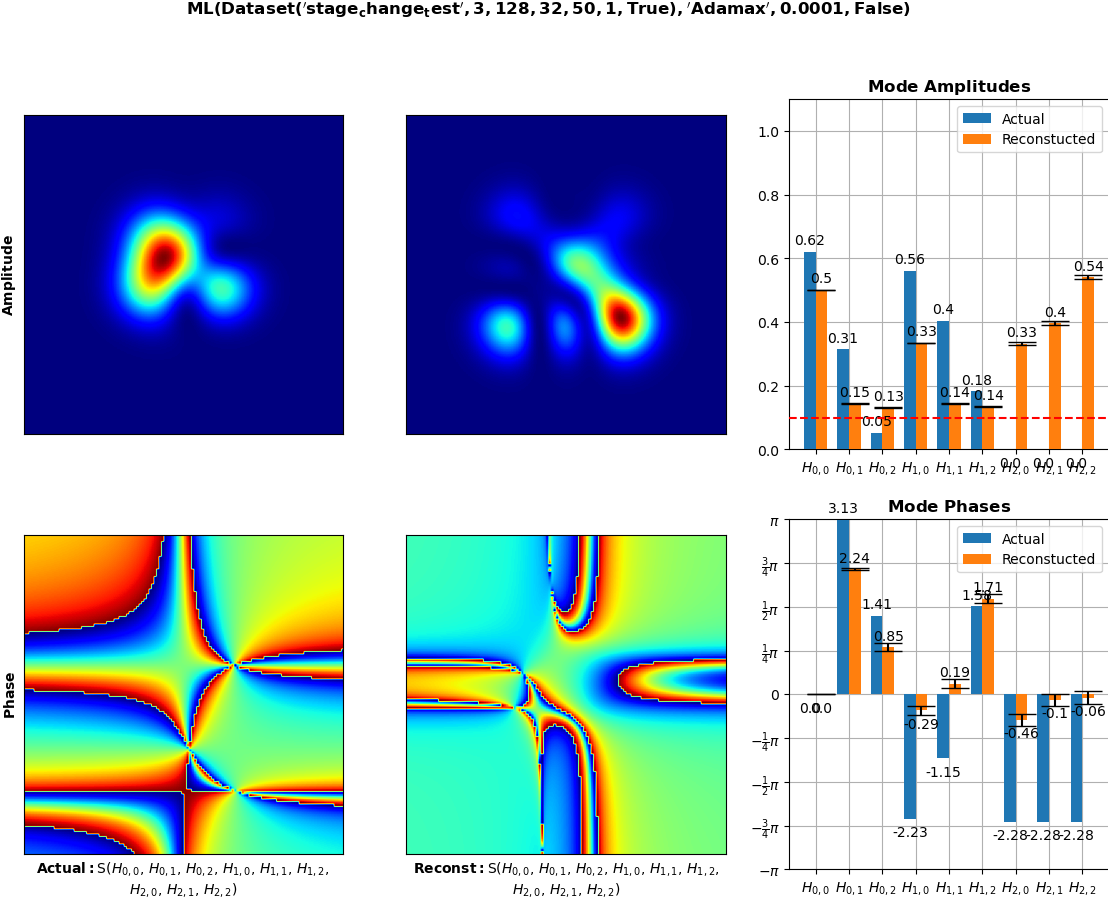 ML(Dataset('stage_change_test', 3, 128, 32, 50, 1, True), 'Adamax', 0.0001, False)
Amplitude
Mode Amplitudes
Actual
Reconstucted
1.0
0.8
0.6
0.4
0.2
0.0
0.62
0.5
0.31
0.15
0.05
0.13
0.56
0.33
0.4
0.14
0.18
0.14
0.0
0.33
0.0
0.4
0.0
0.54
H0,0 H0,1 H0,2 H1,0 H1,1 H1,2 H2,0 H2,1 H2,2
Phase
Actual: S(H0,0, H0,1, H0,2, H1,0, H1,1, H1,2,
H2,0, H2,1, H2,2)
Reconst: S(H0,0, H0,1, H0,2, H1,0, H1,1, H1,2,
H2,0, H2,1, H2,2)
Mode Phases
Actual
Reconstucted
π
3/4π
1/2π
1/4π
0
−1/4π
−1/2π
−3/4π
−π
0.0
0.0
3.13
2.24
1.41
0.85
-2.23
-0.29
-1.15
0.19
1.58
1.71
-2.28
-0.46
-2.28
-0.1
-2.28
-0.06
H0,0 H0,1 H0,2 H1,0 H1,1 H1,2 H2,0 H2,1 H2,2